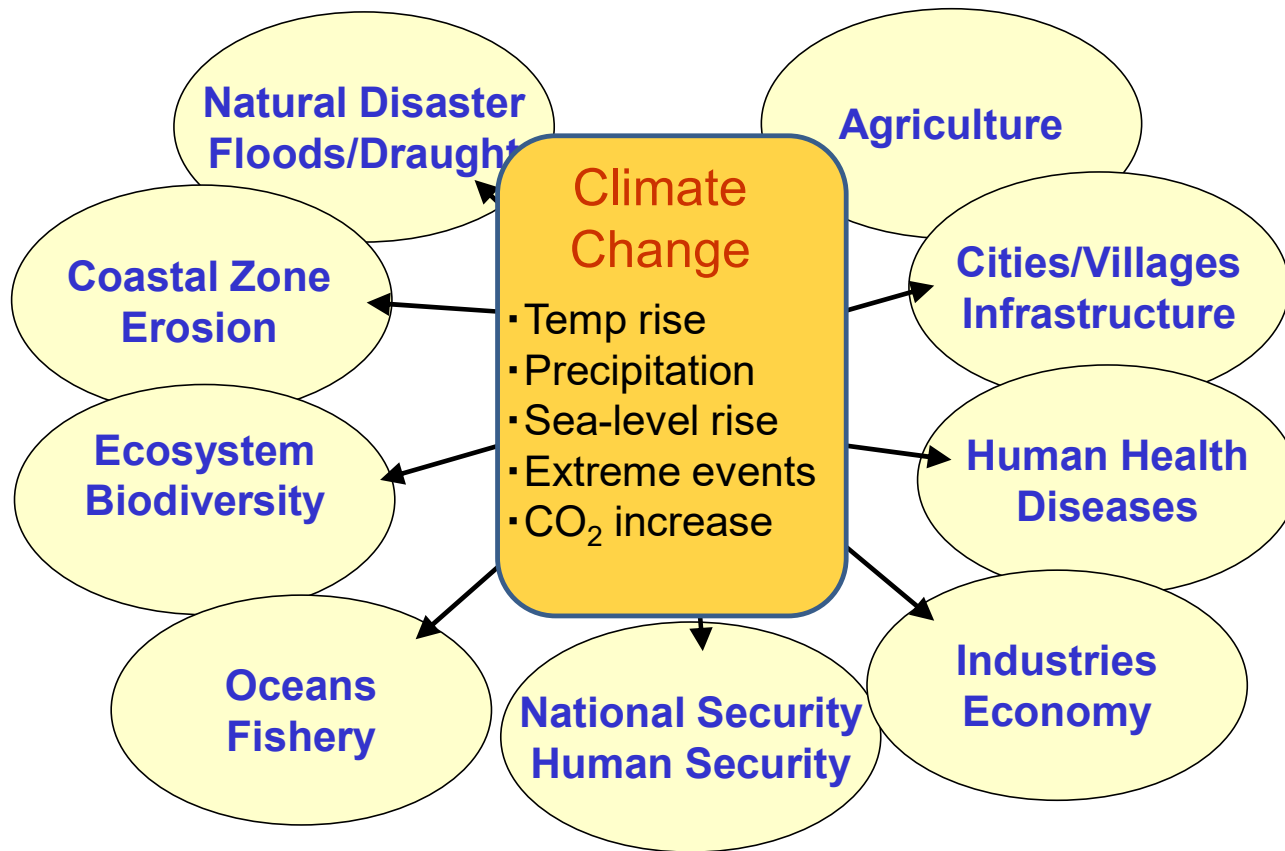 Natural Disaster
Floods/Draught
Agriculture
Climate
Change
・Temp rise
・Precipitation
・Sea-level rise
・Extreme events
・CO₂ increase
Coastal Zone
Erosion
Cities/Villages
Infrastructure
Ecosystem
Biodiversity
Human Health
Diseases
Oceans
Fishery
National Security
Human Security
Industries
Economy